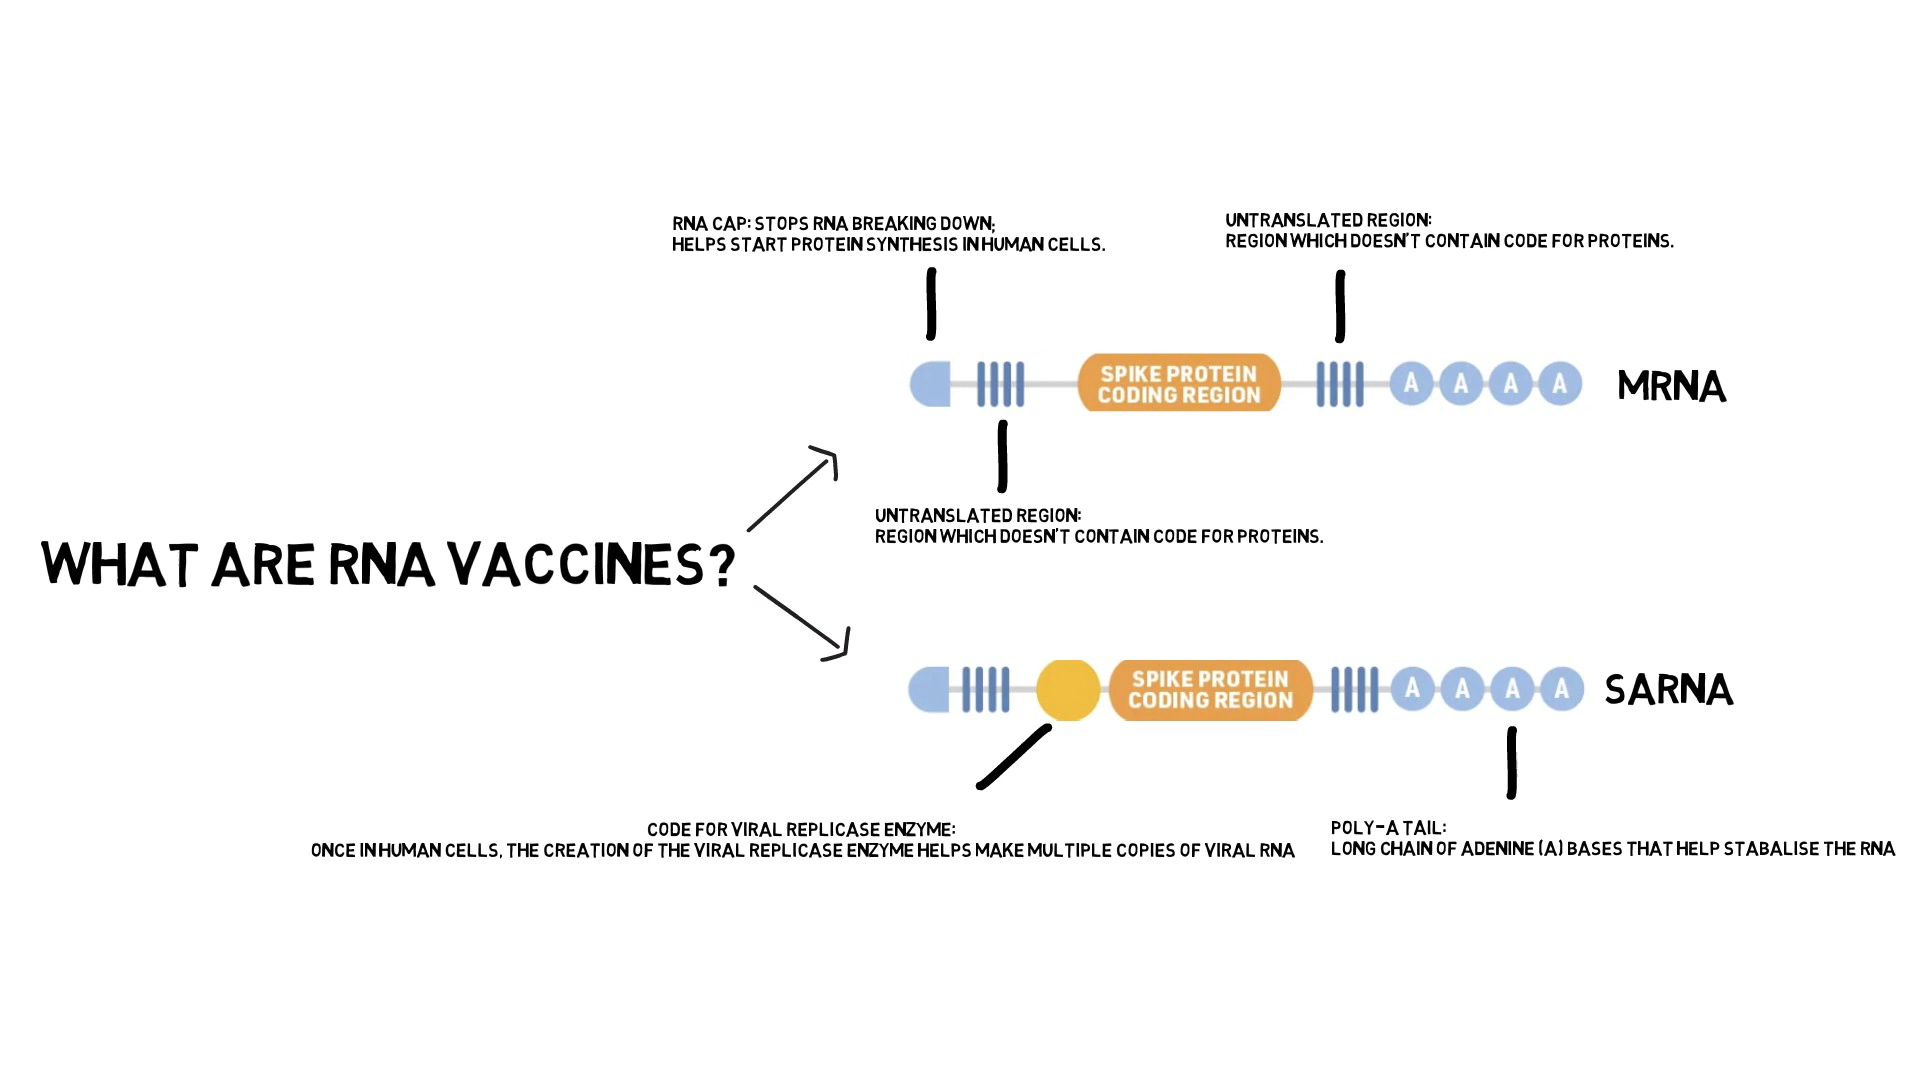 RNA CAP: STOPS RNA BREAKING DOWN;
HELPS START PROTEIN SYNTHESIS IN HUMAN CELLS.
UNTRANSLATED REGION:
REGION WHICH DOESN'T CONTAIN CODE FOR PROTEINS.
SPIKE PROTEIN
CODING REGION
A A A A
MRNA
UNTRANSLATED REGION:
REGION WHICH DOESN'T CONTAIN CODE FOR PROTEINS.
WHAT ARE RNA VACCINES?
SPIKE PROTEIN
CODING REGION
A A A A
SARNA
CODE FOR VIRAL REPLICASE ENZYME:
ONCE IN HUMAN CELLS, THE CREATION OF THE VIRAL REPLICASE ENZYME HELPS MAKE MULTIPLE COPIES OF VIRAL RNA
POLY-A TAIL:
LONG CHAIN OF ADENINE (A) BASES THAT HELP STABALISE THE RNA